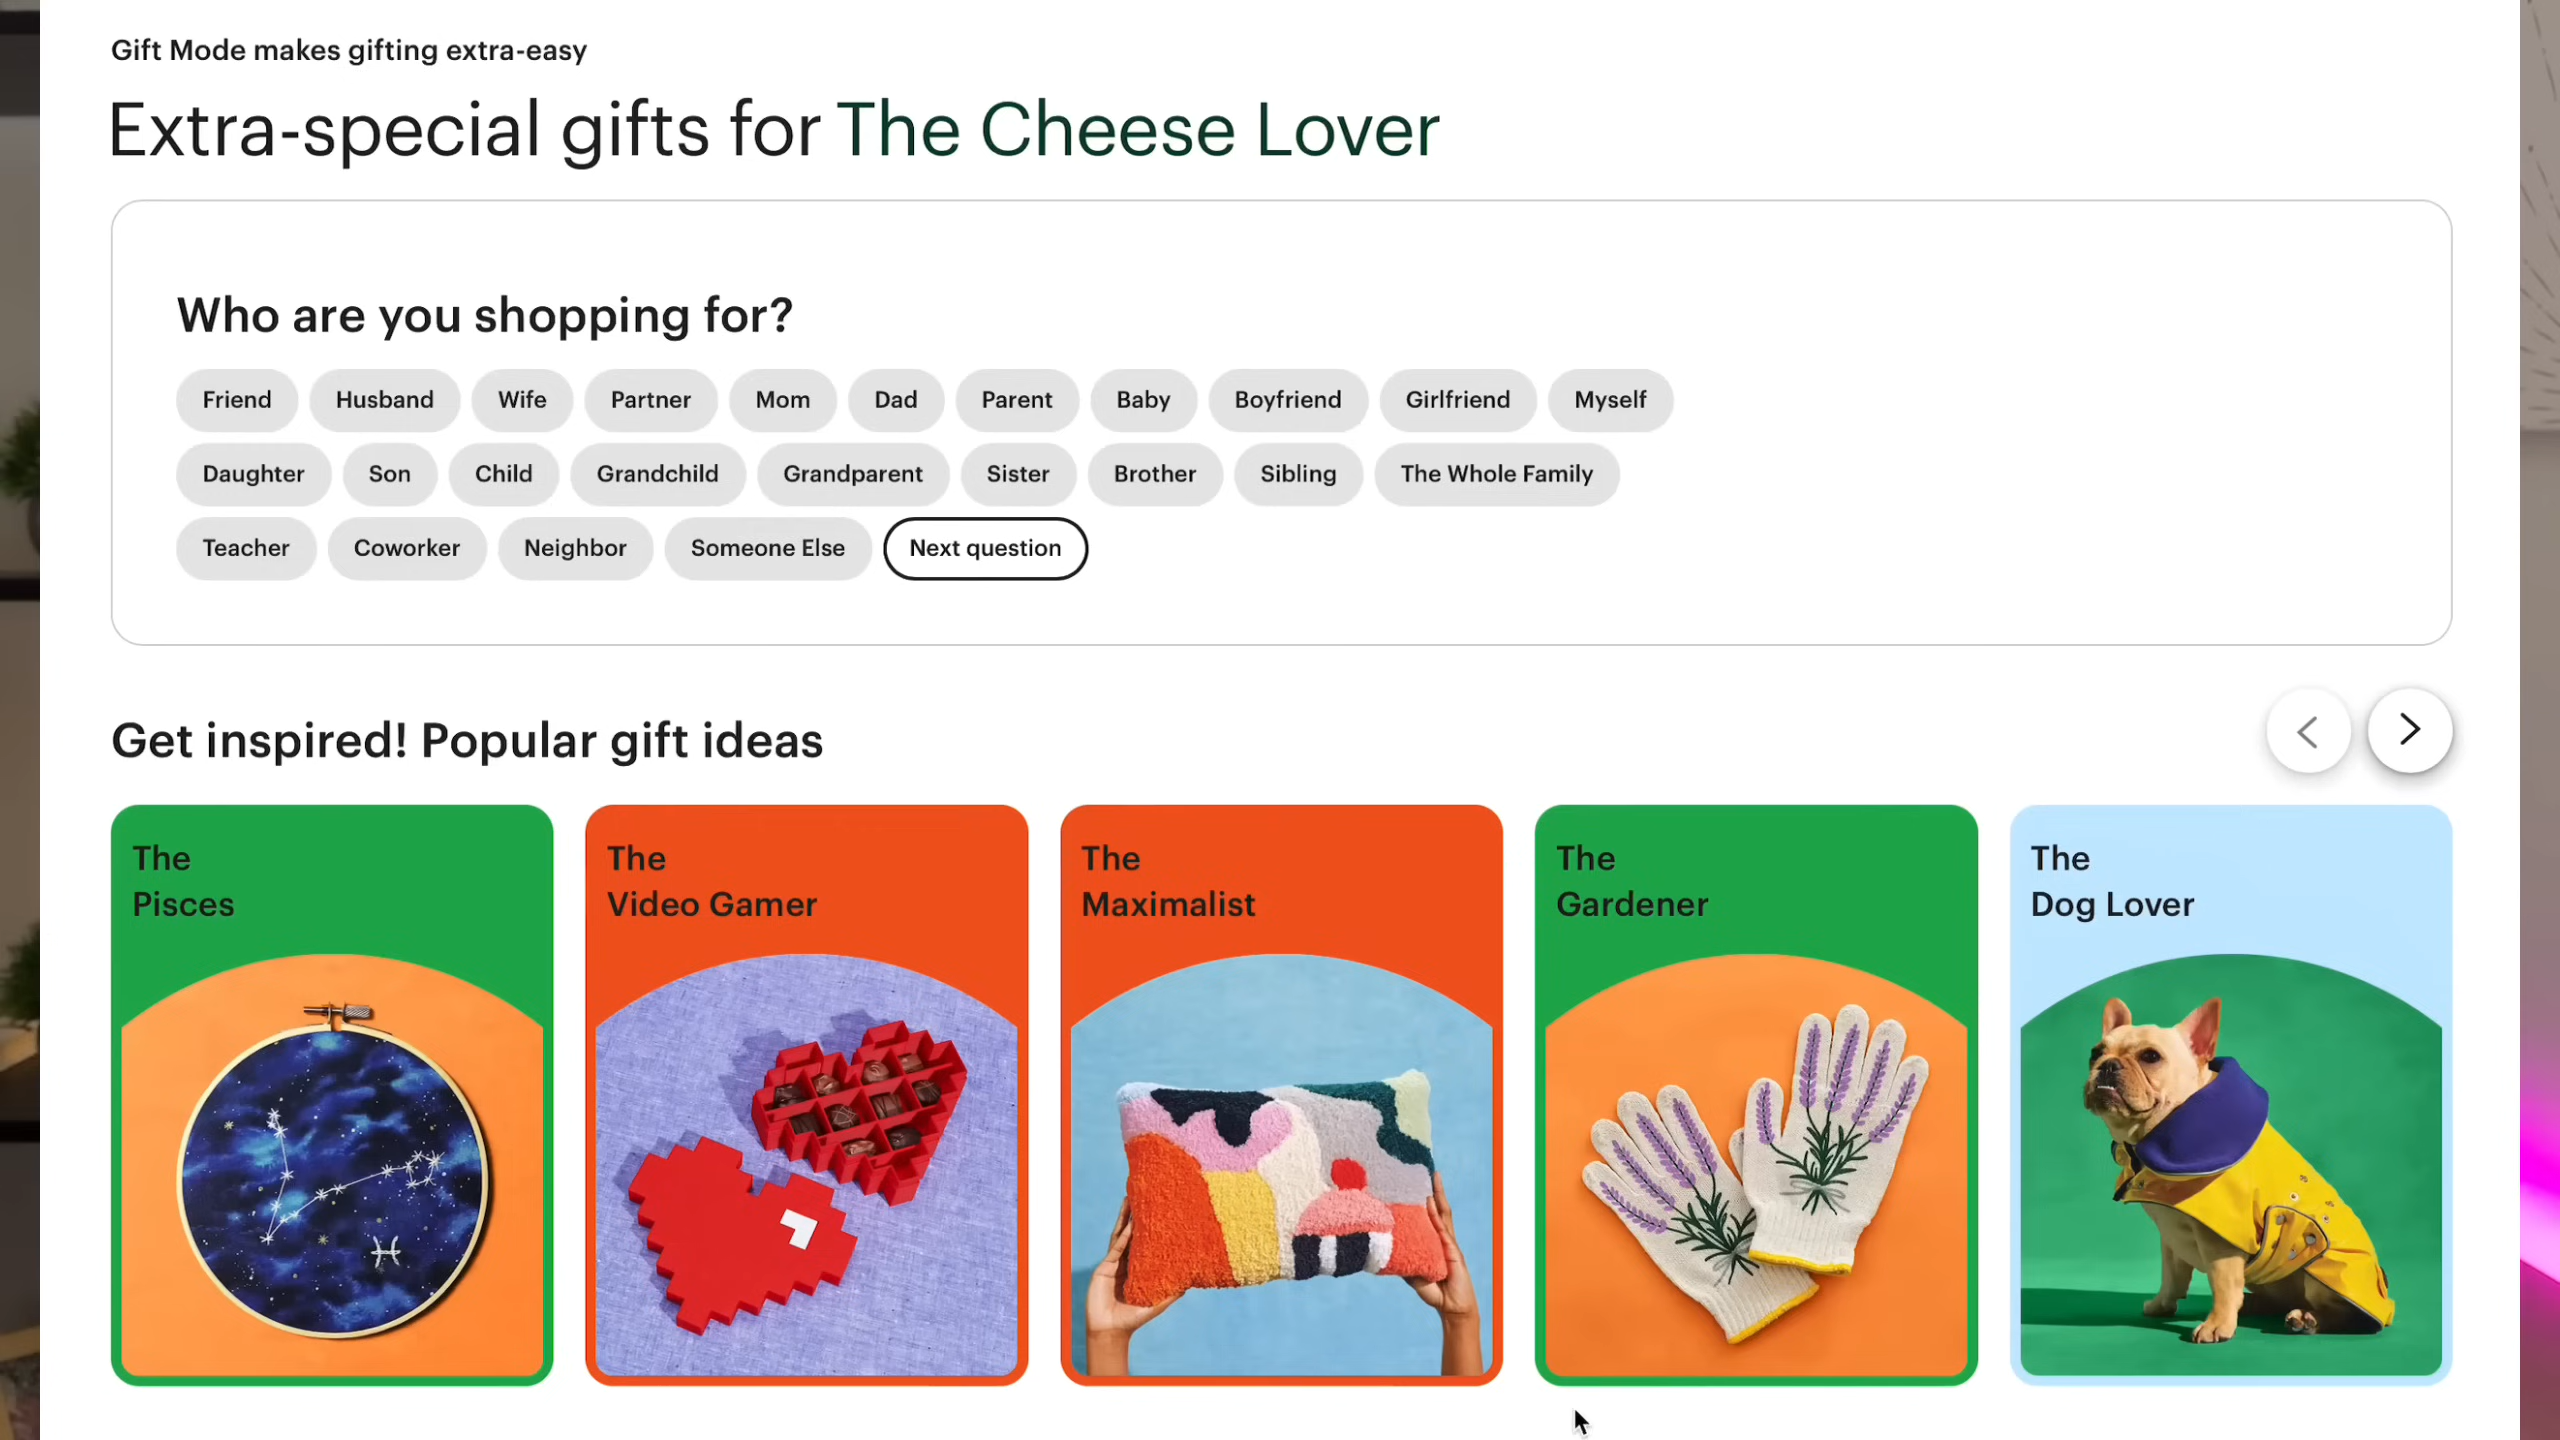 Gift Mode makes gifting extra-easy
Extra-special gifts for The Cheese Lover
Who are you shopping for?
Friend Husband Wife Partner Mom Dad Parent Baby Boyfriend Girlfriend Myself
Daughter Son Child Grandchild Grandparent Sister Brother Sibling The Whole Family
Teacher Coworker Neighbor Someone Else Next question
Get inspired! Popular gift ideas
The
Pisces
The
Video Gamer
The
Maximalist
The
Gardener
The
Dog Lover